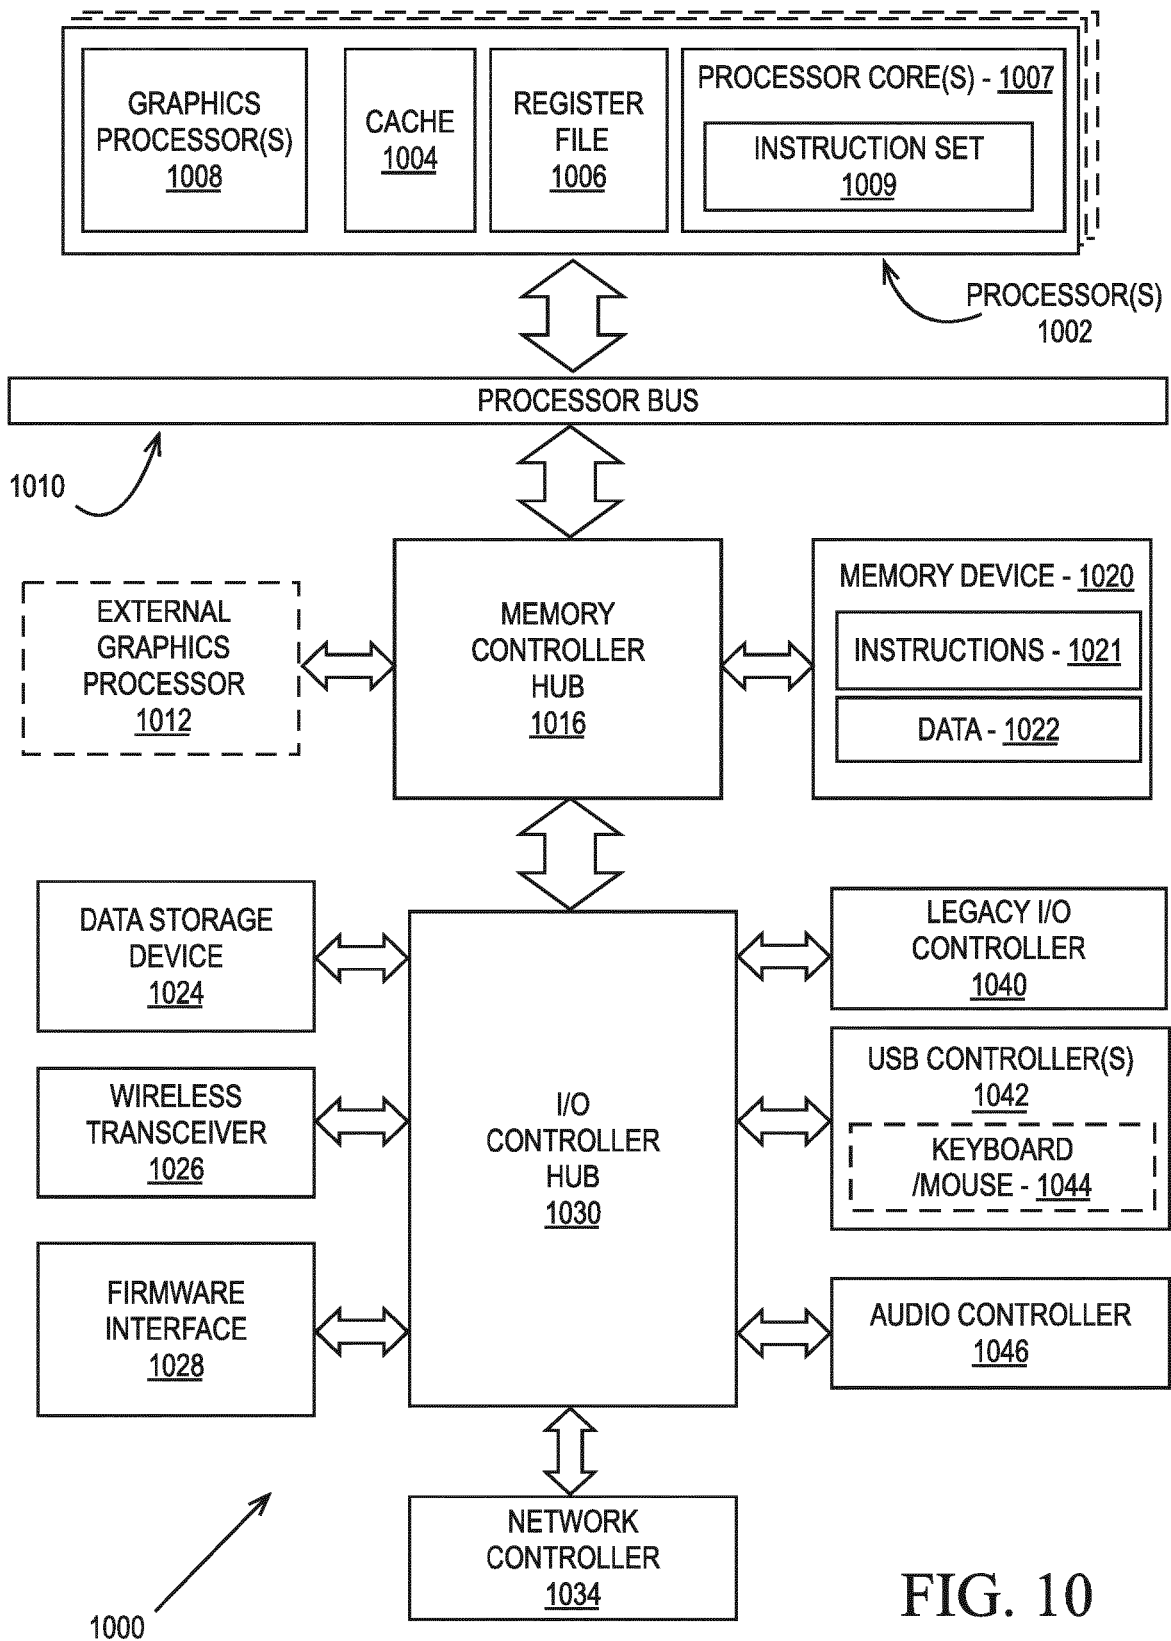 GRAPHICS
PROCESSOR(S)
1008
CACHE
1004
REGISTER
FILE
1006
PROCESSOR CORE(S) - 1007
INSTRUCTION SET
1009
PROCESSOR(S)
1002
PROCESSOR BUS
1010
EXTERNAL
GRAPHICS
PROCESSOR
1012
MEMORY
CONTROLLER
HUB
1016
MEMORY DEVICE - 1020
INSTRUCTIONS - 1021
DATA - 1022
DATA STORAGE
DEVICE
1024
WIRELESS
TRANSCEIVER
1026
FIRMWARE
INTERFACE
1028
I/O
CONTROLLER
HUB
1030
LEGACY I/O
CONTROLLER
1040
USB CONTROLLER(S)
1042
KEYBOARD
/MOUSE - 1044
AUDIO CONTROLLER
1046
NETWORK
CONTROLLER
1034
1000
FIG. 10